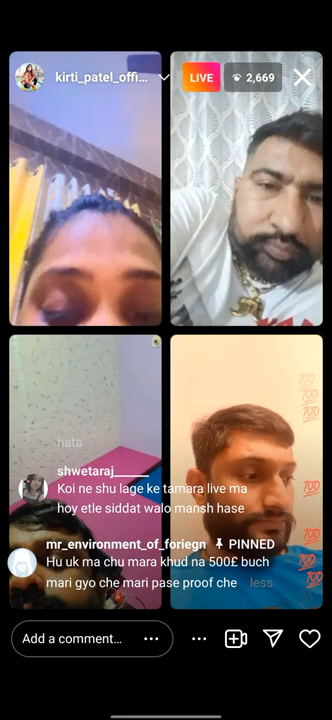 kirti_patel_offi...
LIVE
2,669
hata
shwetaraj_____
Koi ne shu lage ke tamara live ma
hoy etle siddat walo mansh hase
mr_environment_of_foriegn PINNED
Hu uk ma chu mara khud na 500£ buch
mari gyo che mari pase proof che less
Add a comment...
💯
💯
💯
💯
💯
💯
💯